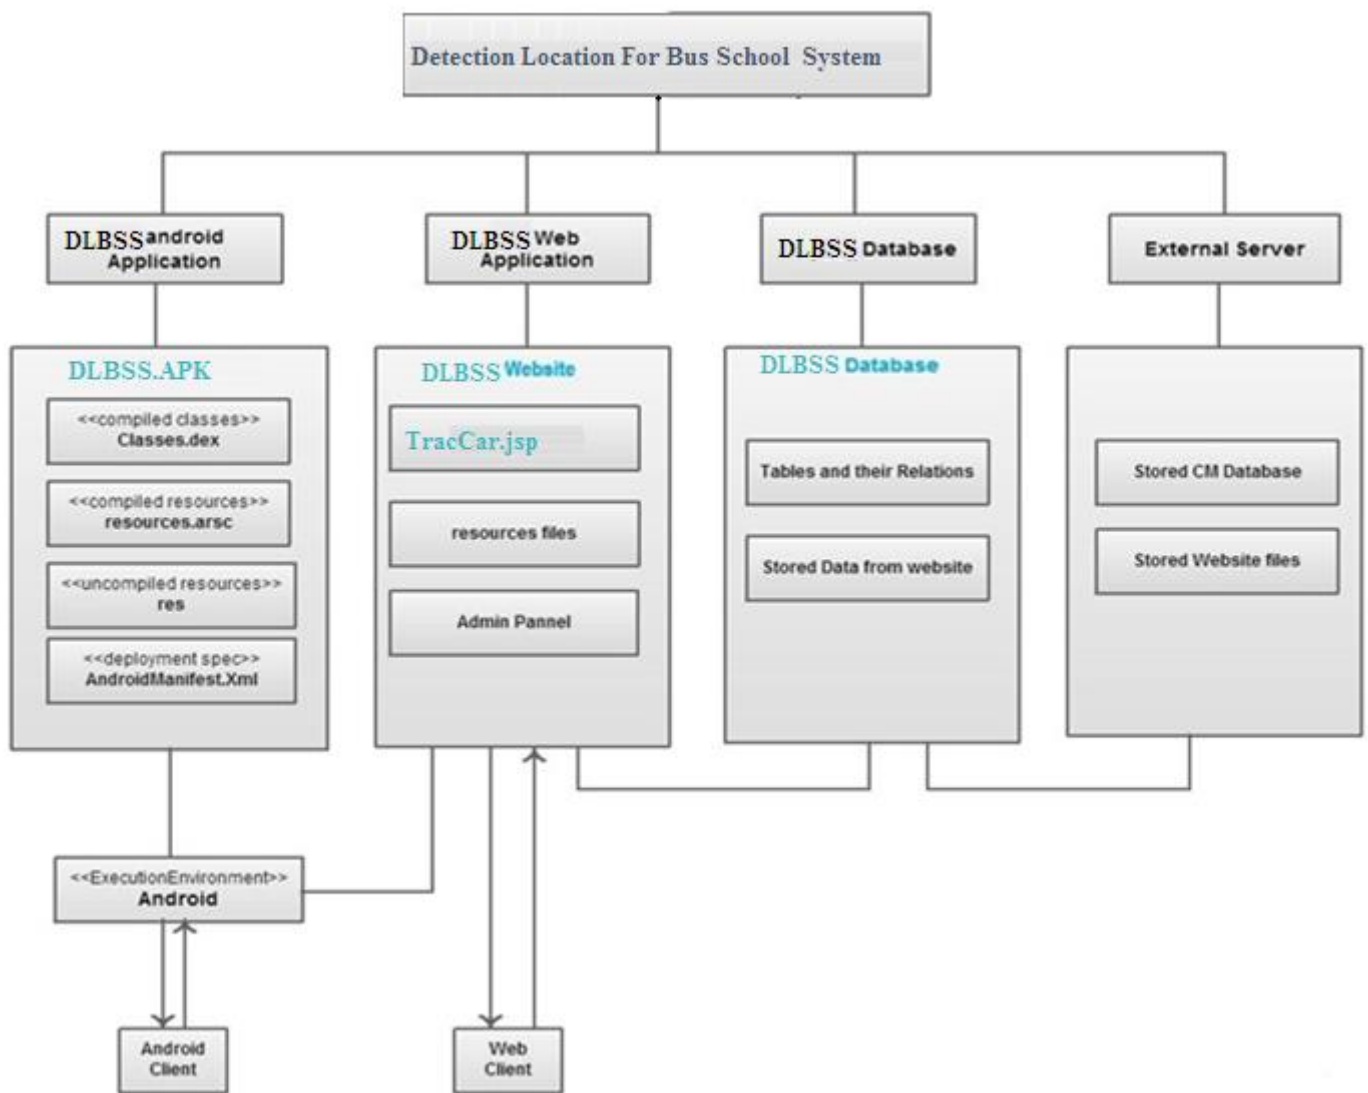 Detection Location For Bus School System
DLBSS android
Application
DLBSS Web
Application
DLBSS Database
External Server
DLBSS.APK
<<compiled classes>>
Classes.dex
<<compiled resources>>
resources.arsc
<<uncompiled resources>>
res
<<deployment spec>>
AndroidManifest.Xml
DLBSS Website
TracCar.jsp
resources files
Admin Pannel
DLBSS Database
Tables and their Relations
Stored Data from website
Stored CM Database
Stored Website files
<<ExecutionEnvironment>>
Android
Android
Client
Web
Client